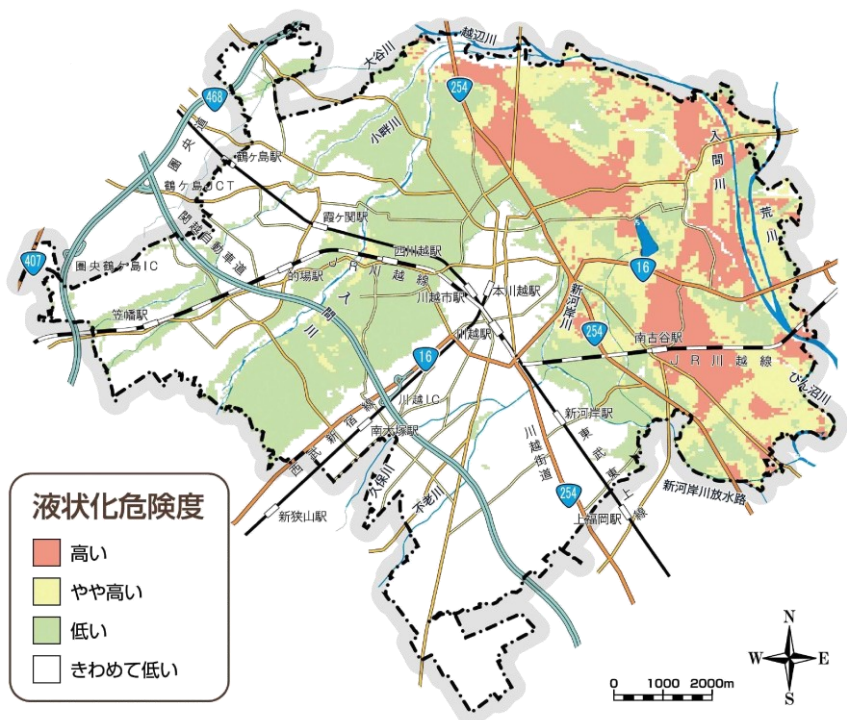 越辺川
大谷川
254
468
小畔川
入間川
圏央道
鶴ヶ島駅
鶴ヶ島JCT
荒川
霞ヶ関駅
関越自動車道
西川越駅
407
圏央鶴ヶ島IC
16
的場駅
JR川越線
本川越駅
川越市駅
新河岸川
入間川
笠幡駅
川越駅
254
南古谷駅
16
JR川越線
びん沼川
川越IC
新河岸駅
西武新宿線
南大塚駅
川越街道
東武東上線
久保川
不老川
新河岸川放水路
254
新狭山駅
上福岡駅
液状化危険度
高い
やや高い
低い
きわめて低い
N
W E
S
0 1000 2000m